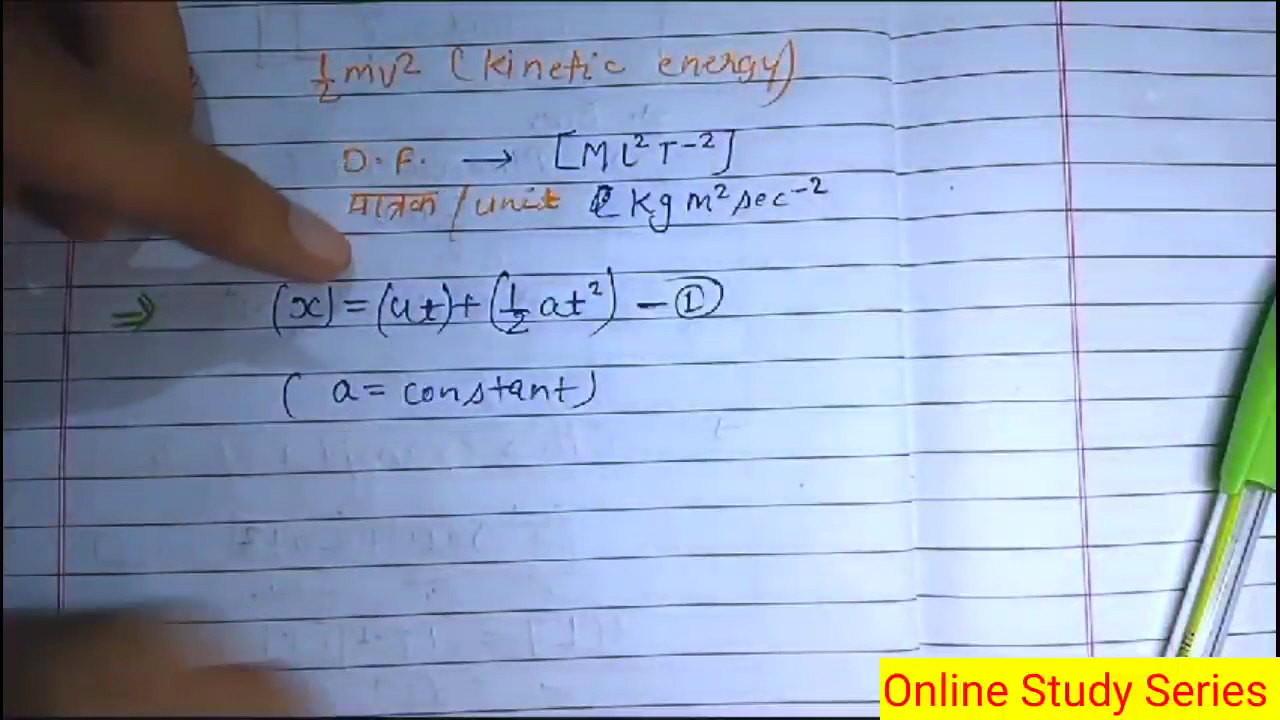 ½mv² (kinetic energy)
D.F. → [ML²T⁻²]
मात्रक / unit kg m² sec⁻²
⇒ (x) = (ut) + (½at²) — ①
( a = constant)
Online Study Series